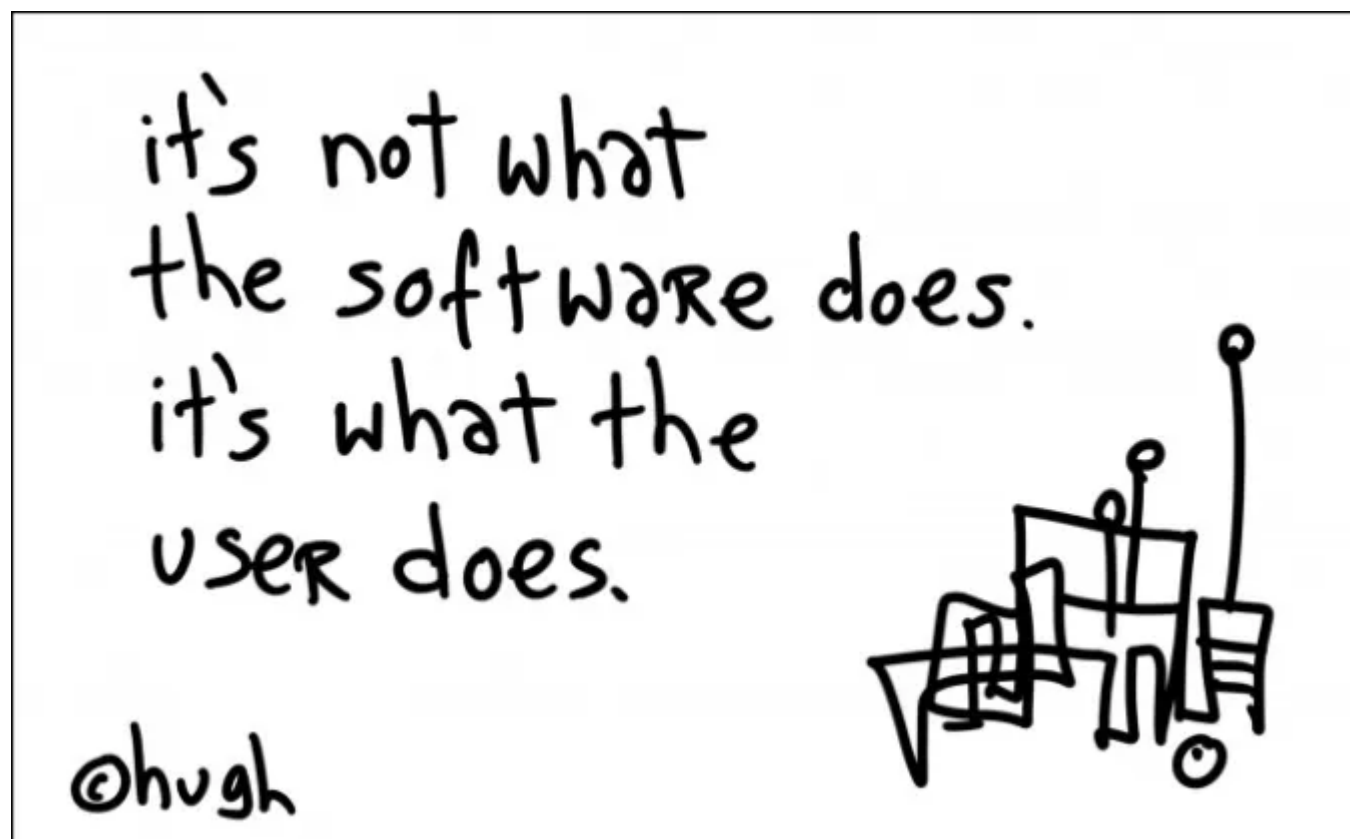 it's not what
the software does.
it's what the
user does.
©hugh